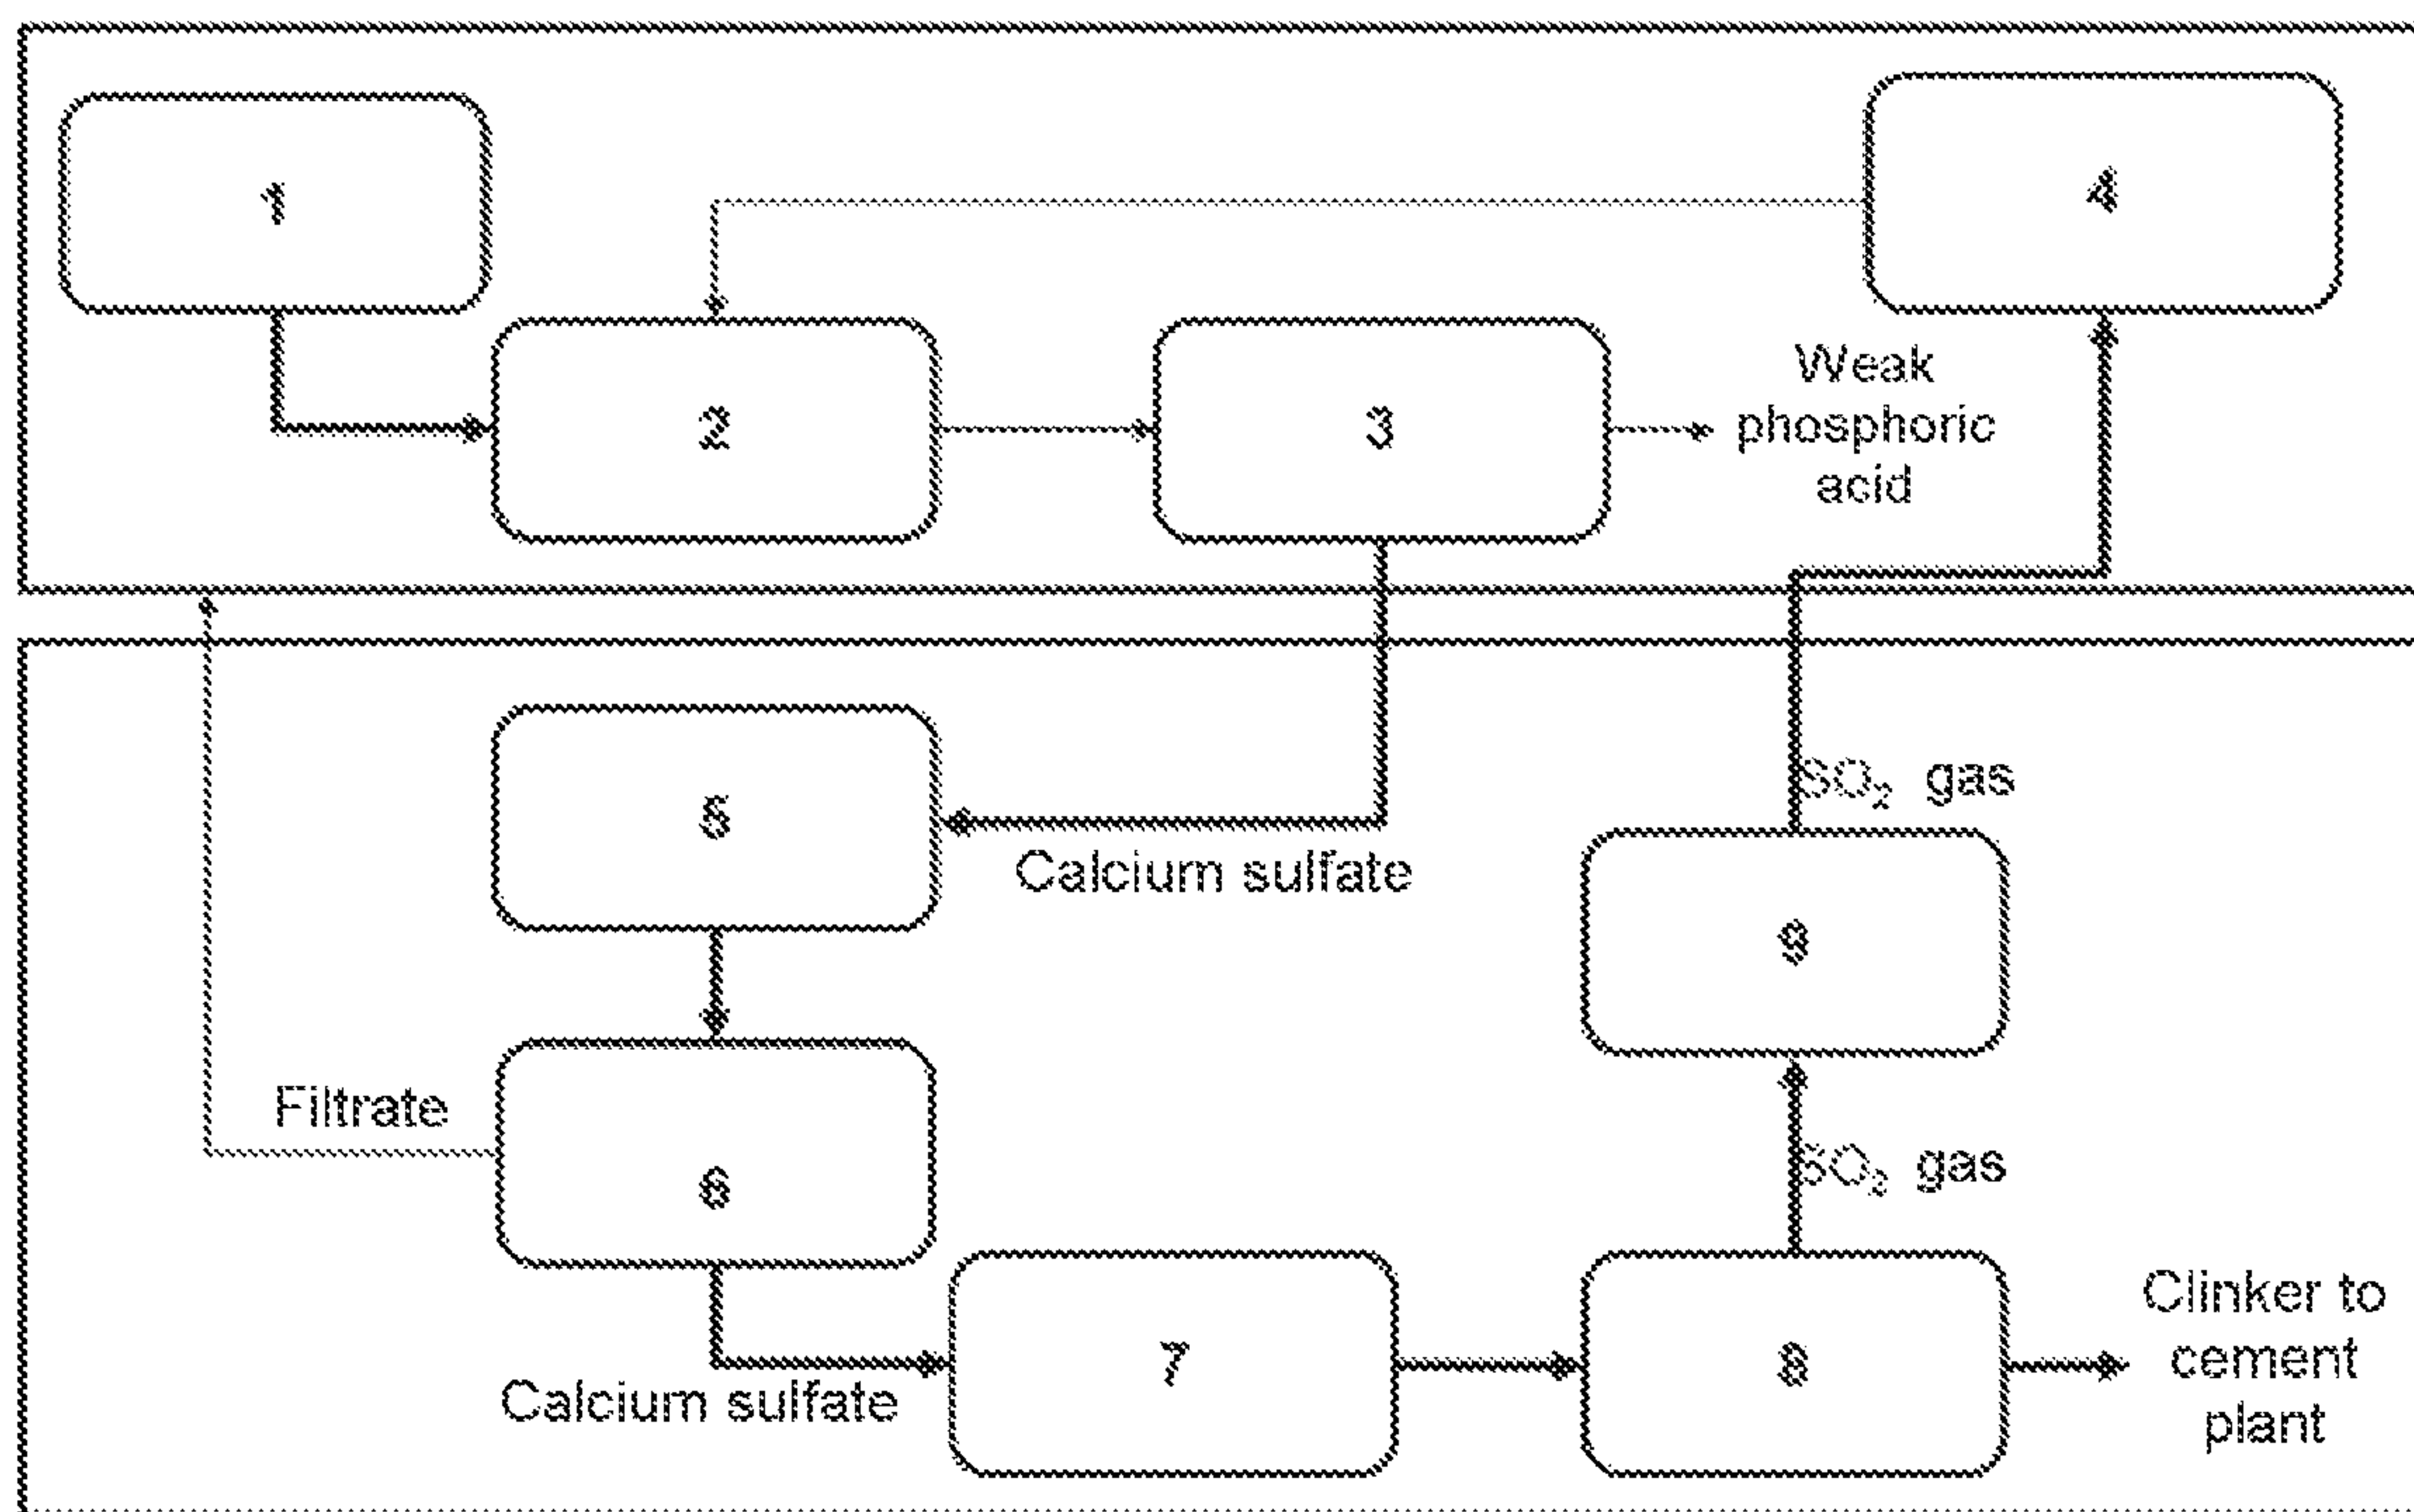 1
4
2
3
Weak
phosphoric
acid
5
Calcium sulfate
SO₂ gas
9
Filtrate
6
SO₂ gas
7
8
Calcium sulfate
Clinker to
cement
plant